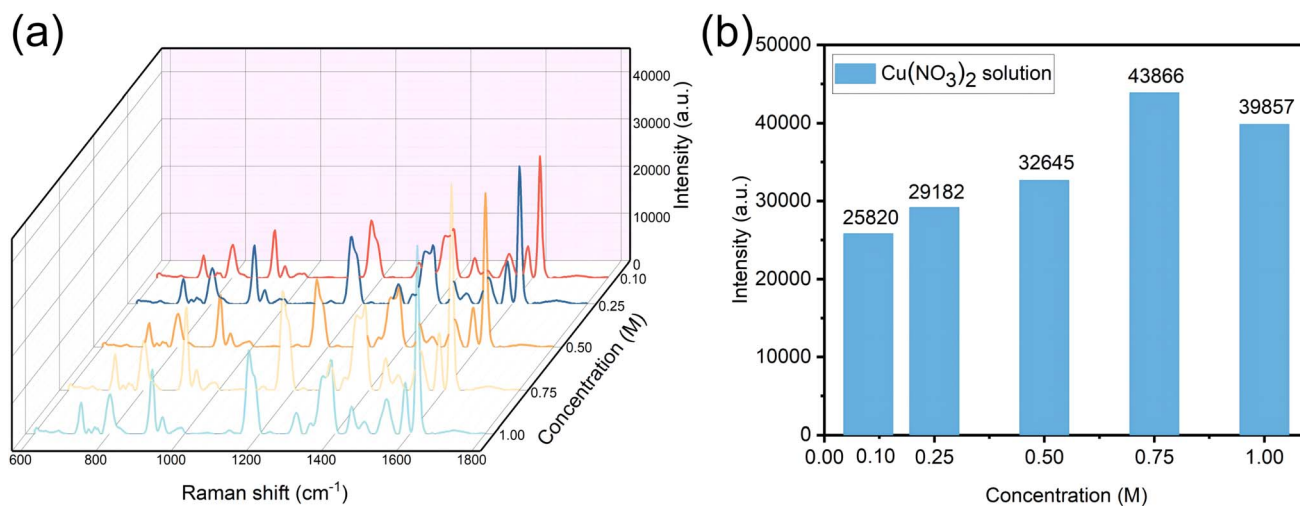 (a)
40000
30000
20000
10000
0
Intensity (a.u.)
0.10
0.25
0.50
0.75
1.00
Concentration (M)
600 800 1000 1200 1400 1600 1800
Raman shift (cm⁻¹)
(b)
50000
40000
30000
20000
10000
0
Intensity (a.u.)
Cu(NO₃)₂ solution
25820
29182
32645
43866
39857
0.00 0.10 0.25 0.50 0.75 1.00
Concentration (M)